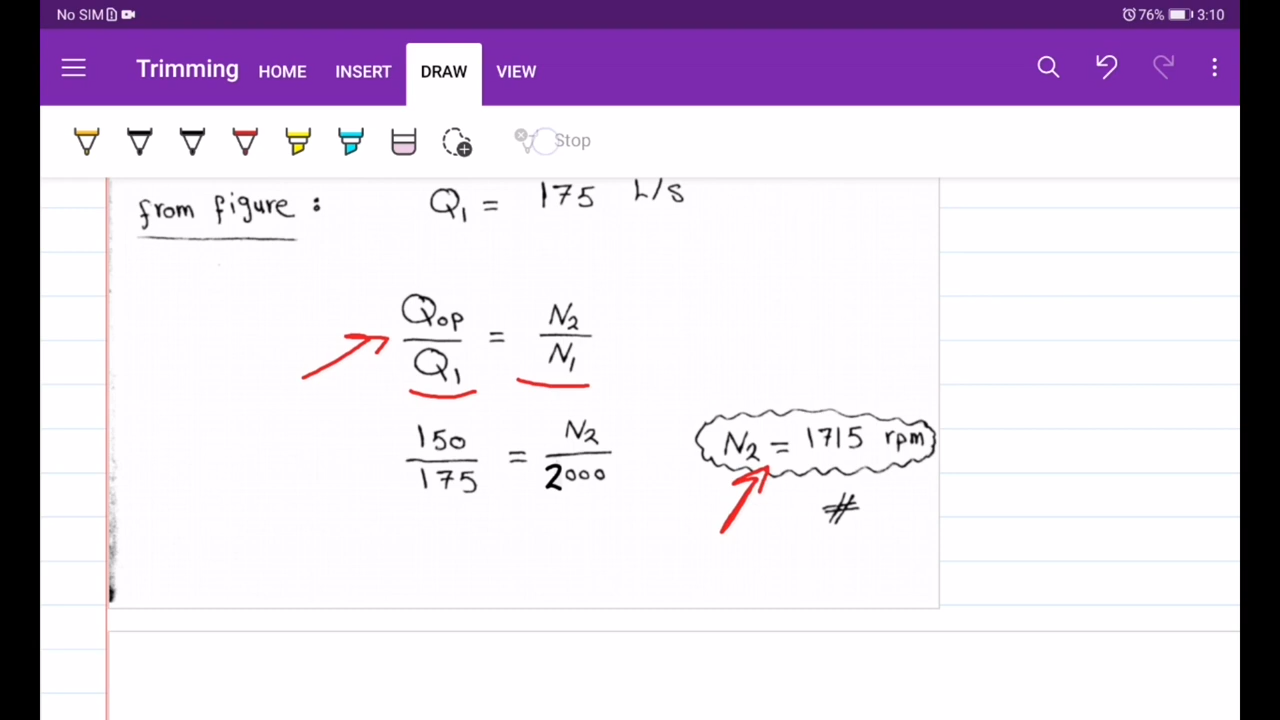 No SIM 76% 3:10
Trimming HOME INSERT DRAW VIEW
Stop
from figure : Q1 = 175 L/S
Qop/Q1 = N2/N1
150/175 = N2/2000
N2 = 1715 rpm
#